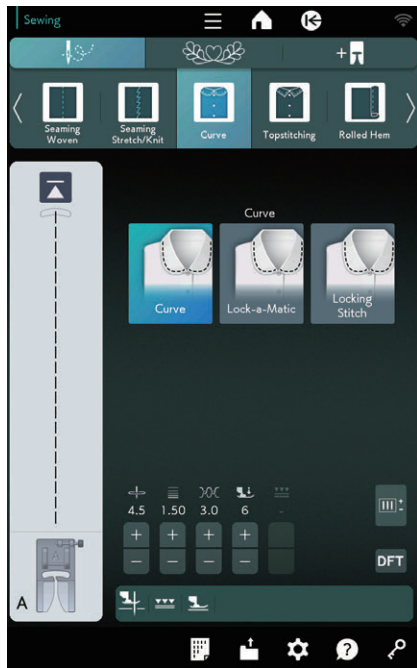 Sewing
Seaming
Woven
Seaming
Stretch/Knit
Curve
Topstitching
Rolled Hem
Curve
Curve
Lock-a-Matic
Locking
Stitch
4.5 1.50 3.0 6 -
+ + + +
− − − −
DFT
A
A